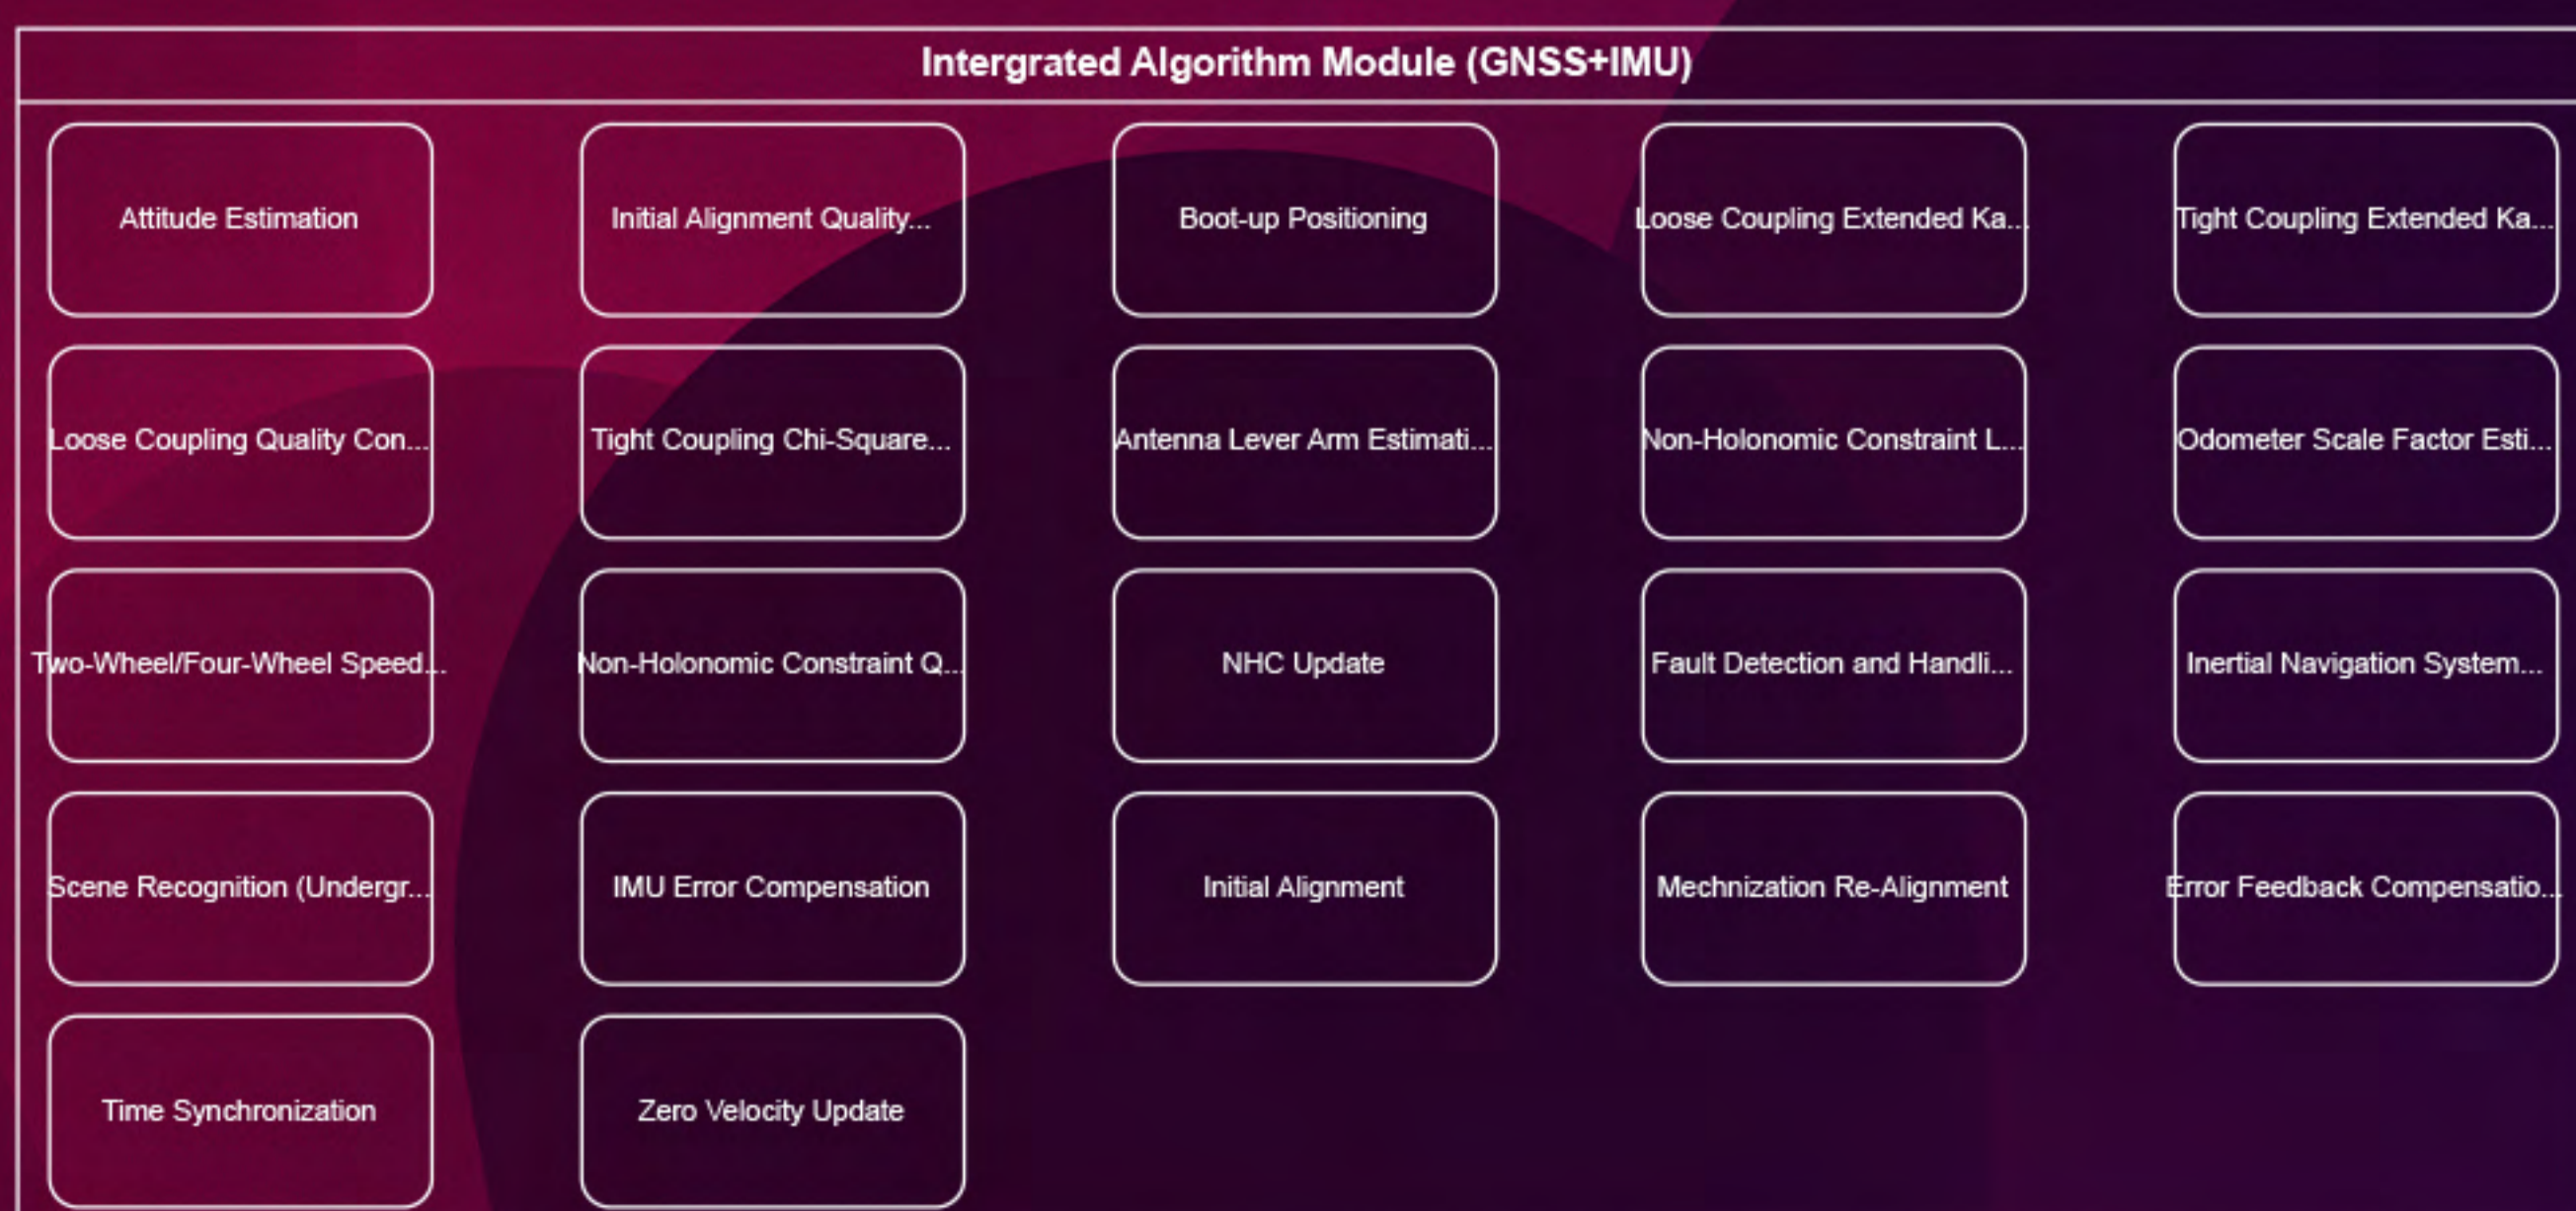 Intergrated Algorithm Module (GNSS+IMU)
Attitude Estimation
Initial Alignment Quality...
Boot-up Positioning
Loose Coupling Extended Ka...
Tight Coupling Extended Ka...
Loose Coupling Quality Con...
Tight Coupling Chi-Square...
Antenna Lever Arm Estimati...
Non-Holonomic Constraint L...
Odometer Scale Factor Esti...
Two-Wheel/Four-Wheel Speed...
Non-Holonomic Constraint Q...
NHC Update
Fault Detection and Handli...
Inertial Navigation System...
Scene Recognition (Undergr...
IMU Error Compensation
Initial Alignment
Mechnization Re-Alignment
Error Feedback Compensatio...
Time Synchronization
Zero Velocity Update